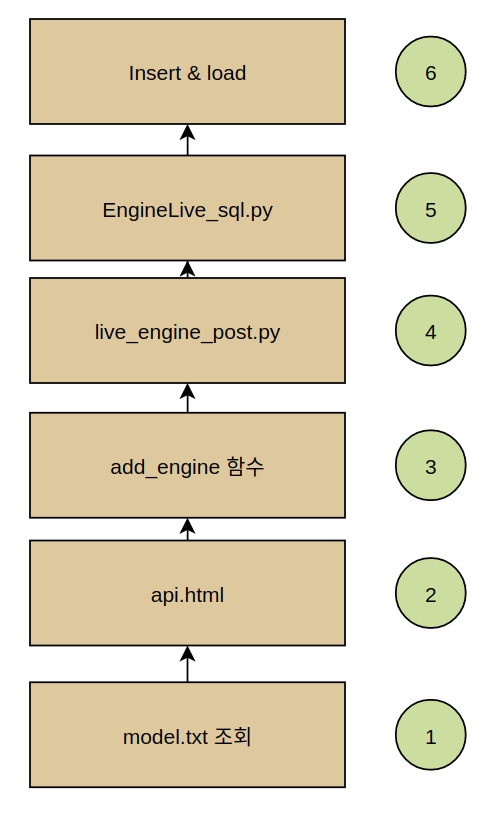 Insert & load
6
EngineLive_sql.py
5
live_engine_post.py
4
add_engine 함수
3
api.html
2
model.txt 조회
1